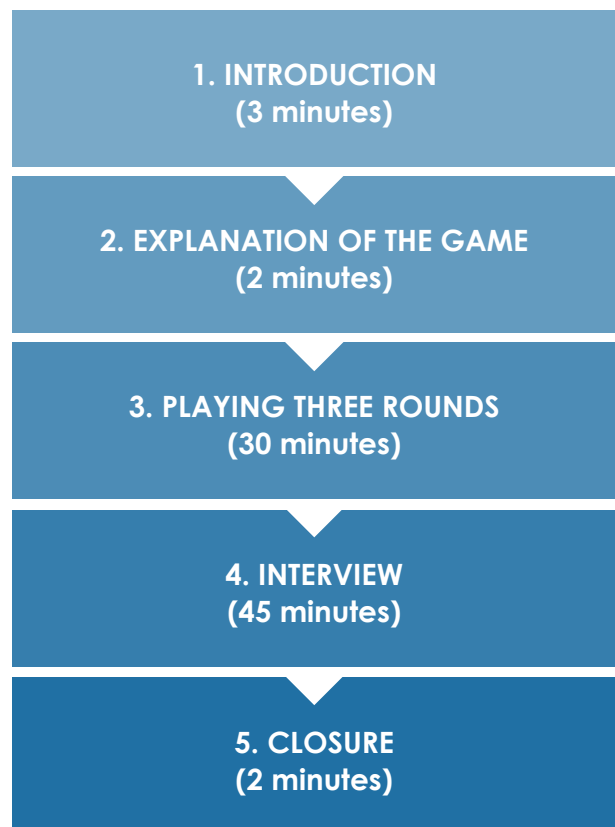 1. INTRODUCTION
(3 minutes)
2. EXPLANATION OF THE GAME
(2 minutes)
3. PLAYING THREE ROUNDS
(30 minutes)
4. INTERVIEW
(45 minutes)
5. CLOSURE
(2 minutes)